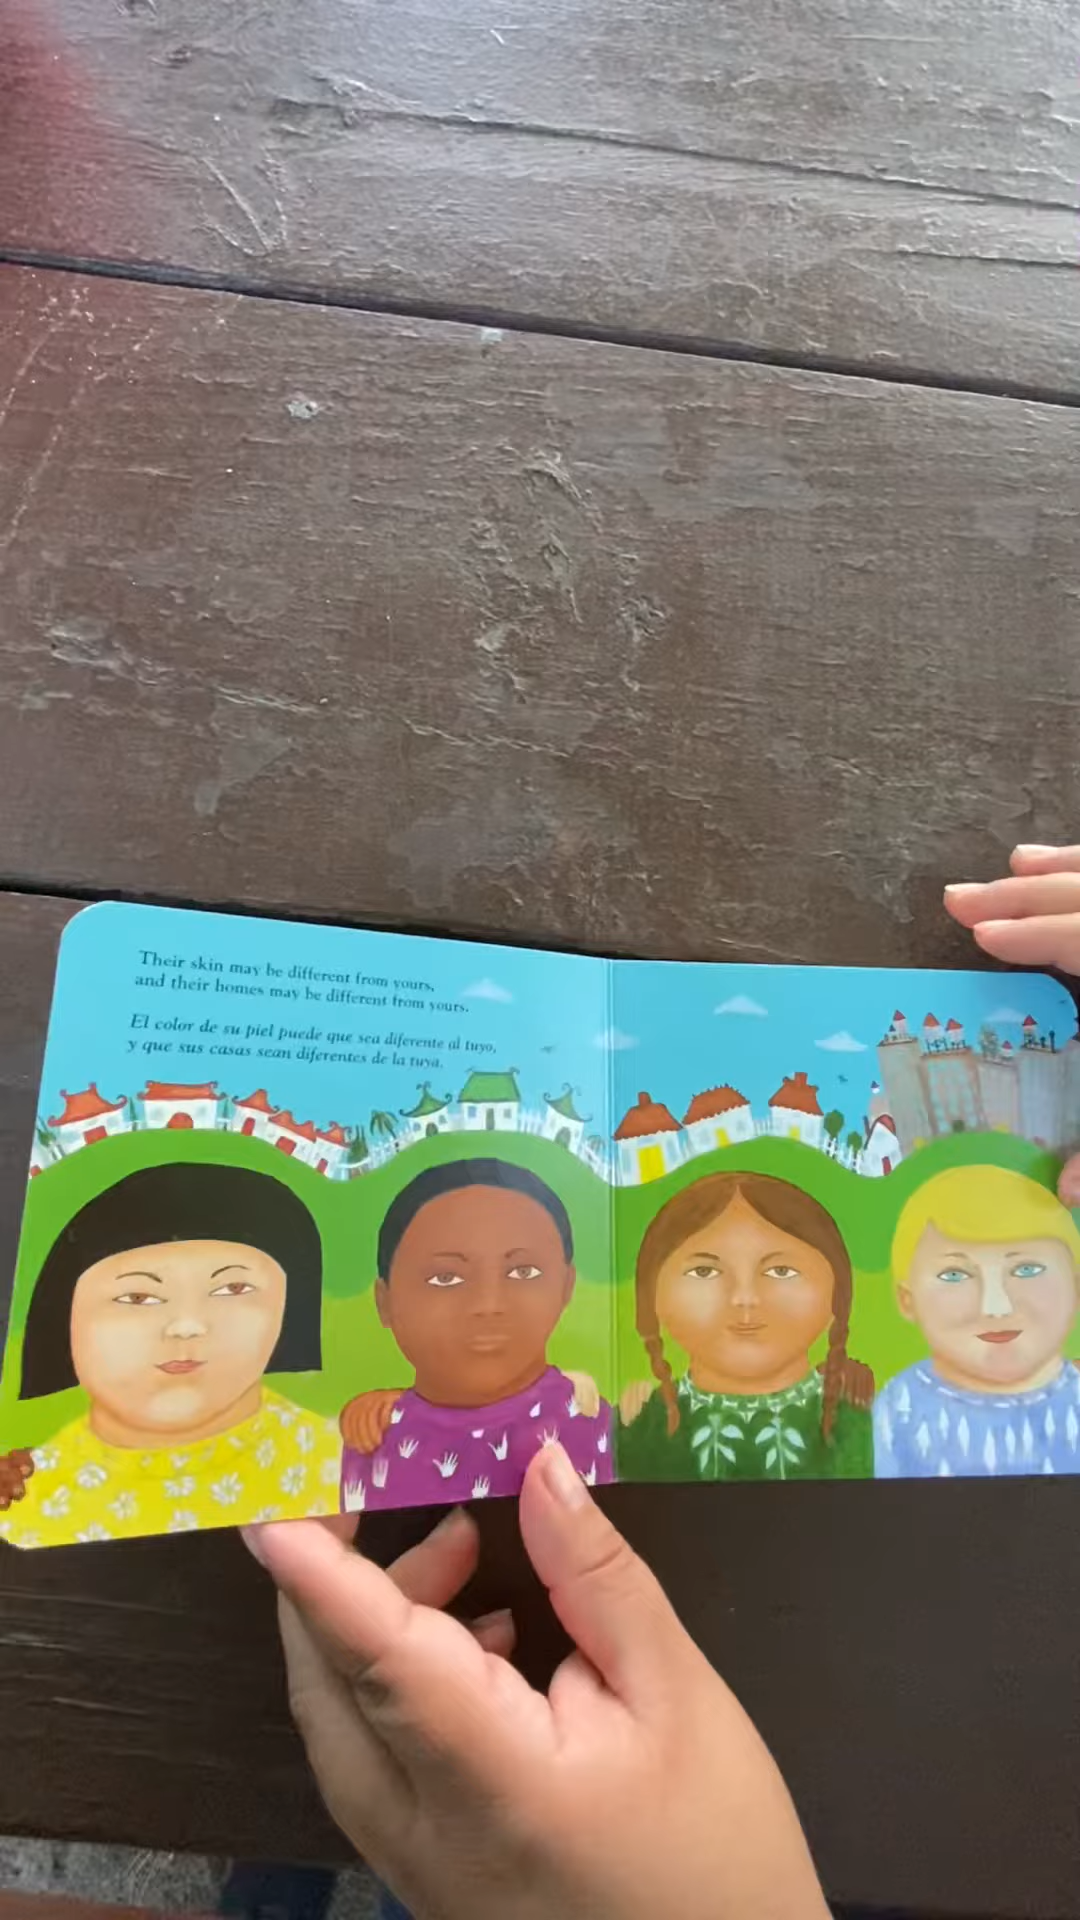 Their skin may be different from yours,
and their homes may be different from yours.
El color de su piel puede que sea diferente al tuyo,
y que sus casas sean diferentes de la tuya.